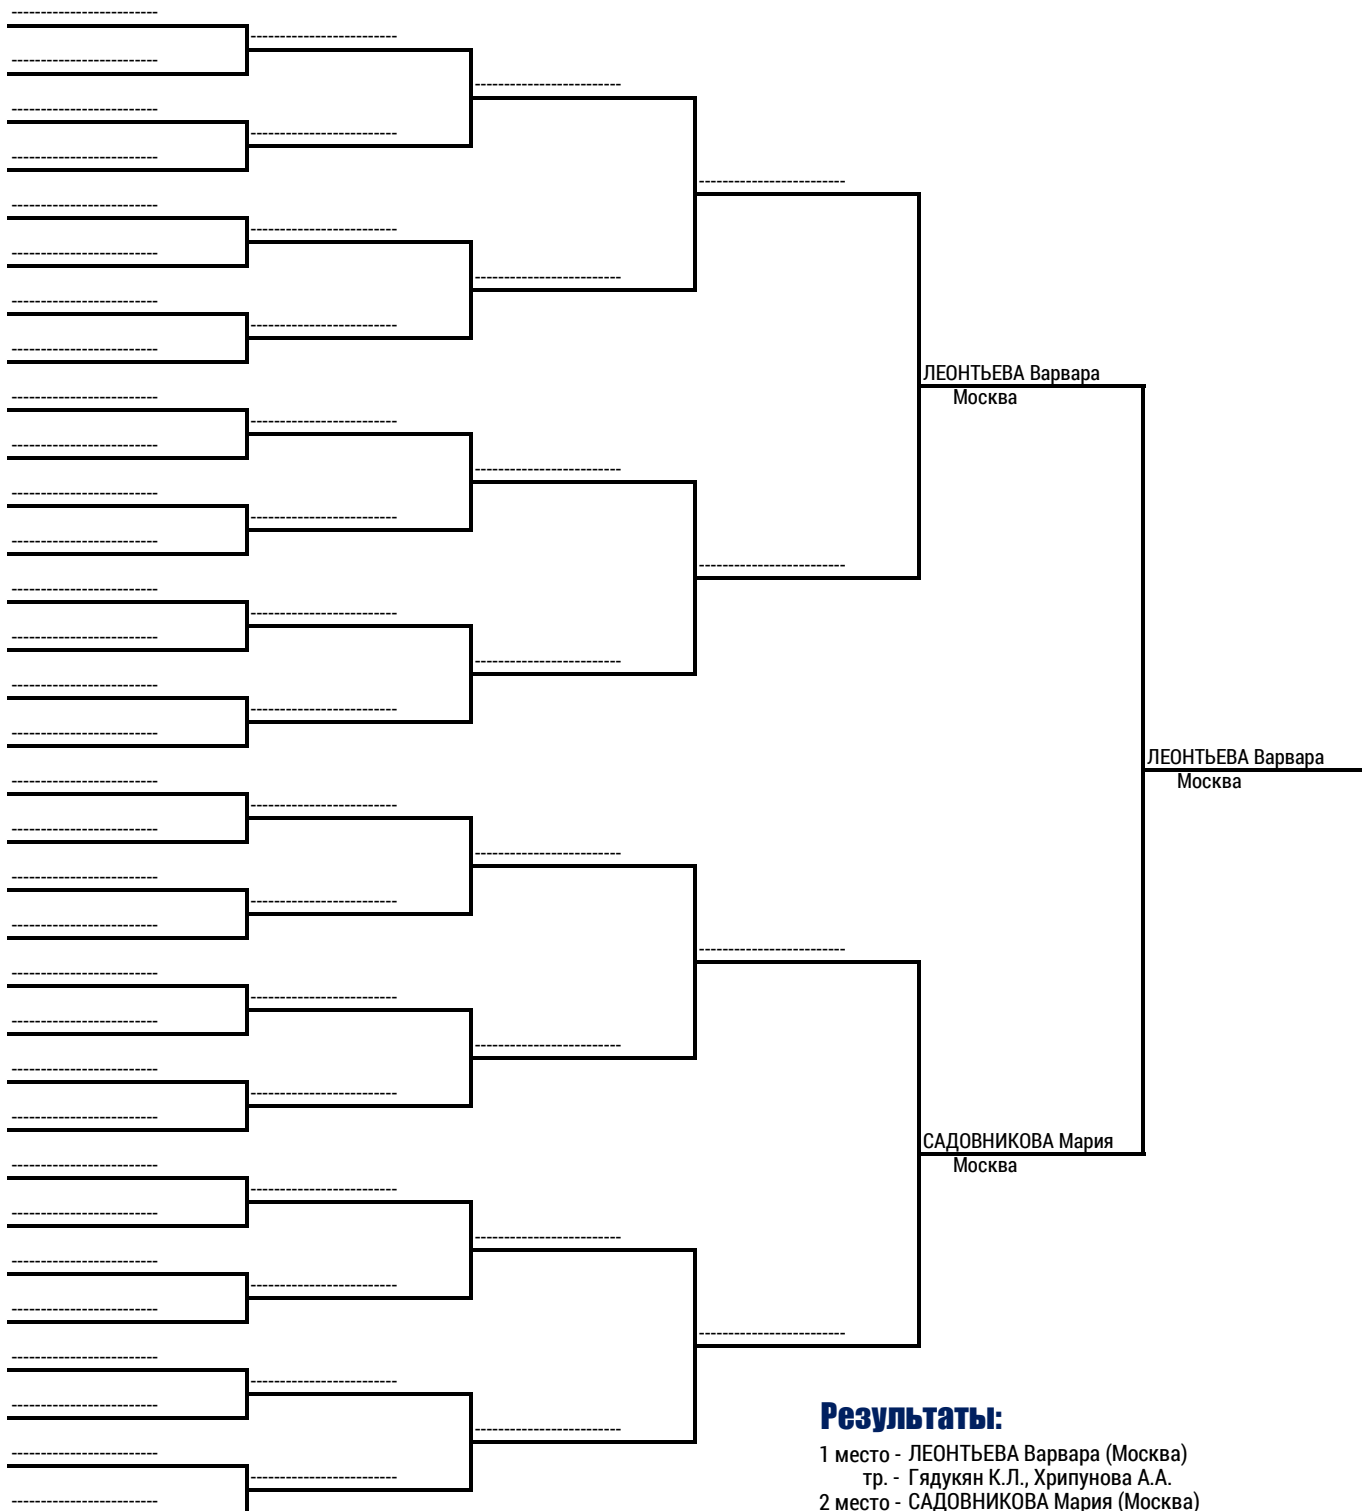 ЛЕОНТЬЕВА Варвара
Москва
ЛЕОНТЬЕВА Варвара
Москва
САДОВНИКОВА Мария
Москва
Результаты:
1 место - ЛЕОНТЬЕВА Варвара (Москва)
тр. - Гядукян К.Л., Хрипунова А.А.
2 место - САДОВНИКОВА Мария (Москва)